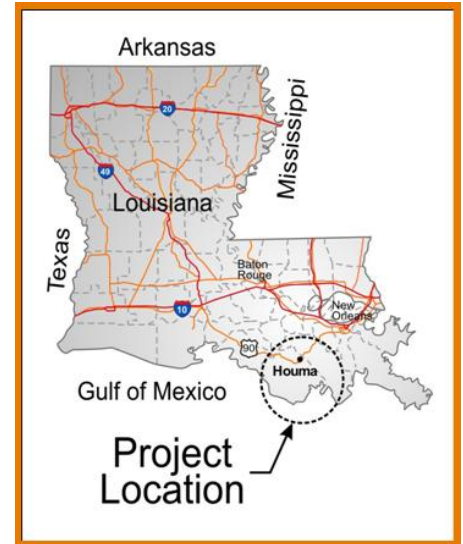 Arkansas
20
Mississippi
49
Louisiana
Texas
Baton
Rouge
New
Orleans
10
90
Houma
Gulf of Mexico
Project
Location